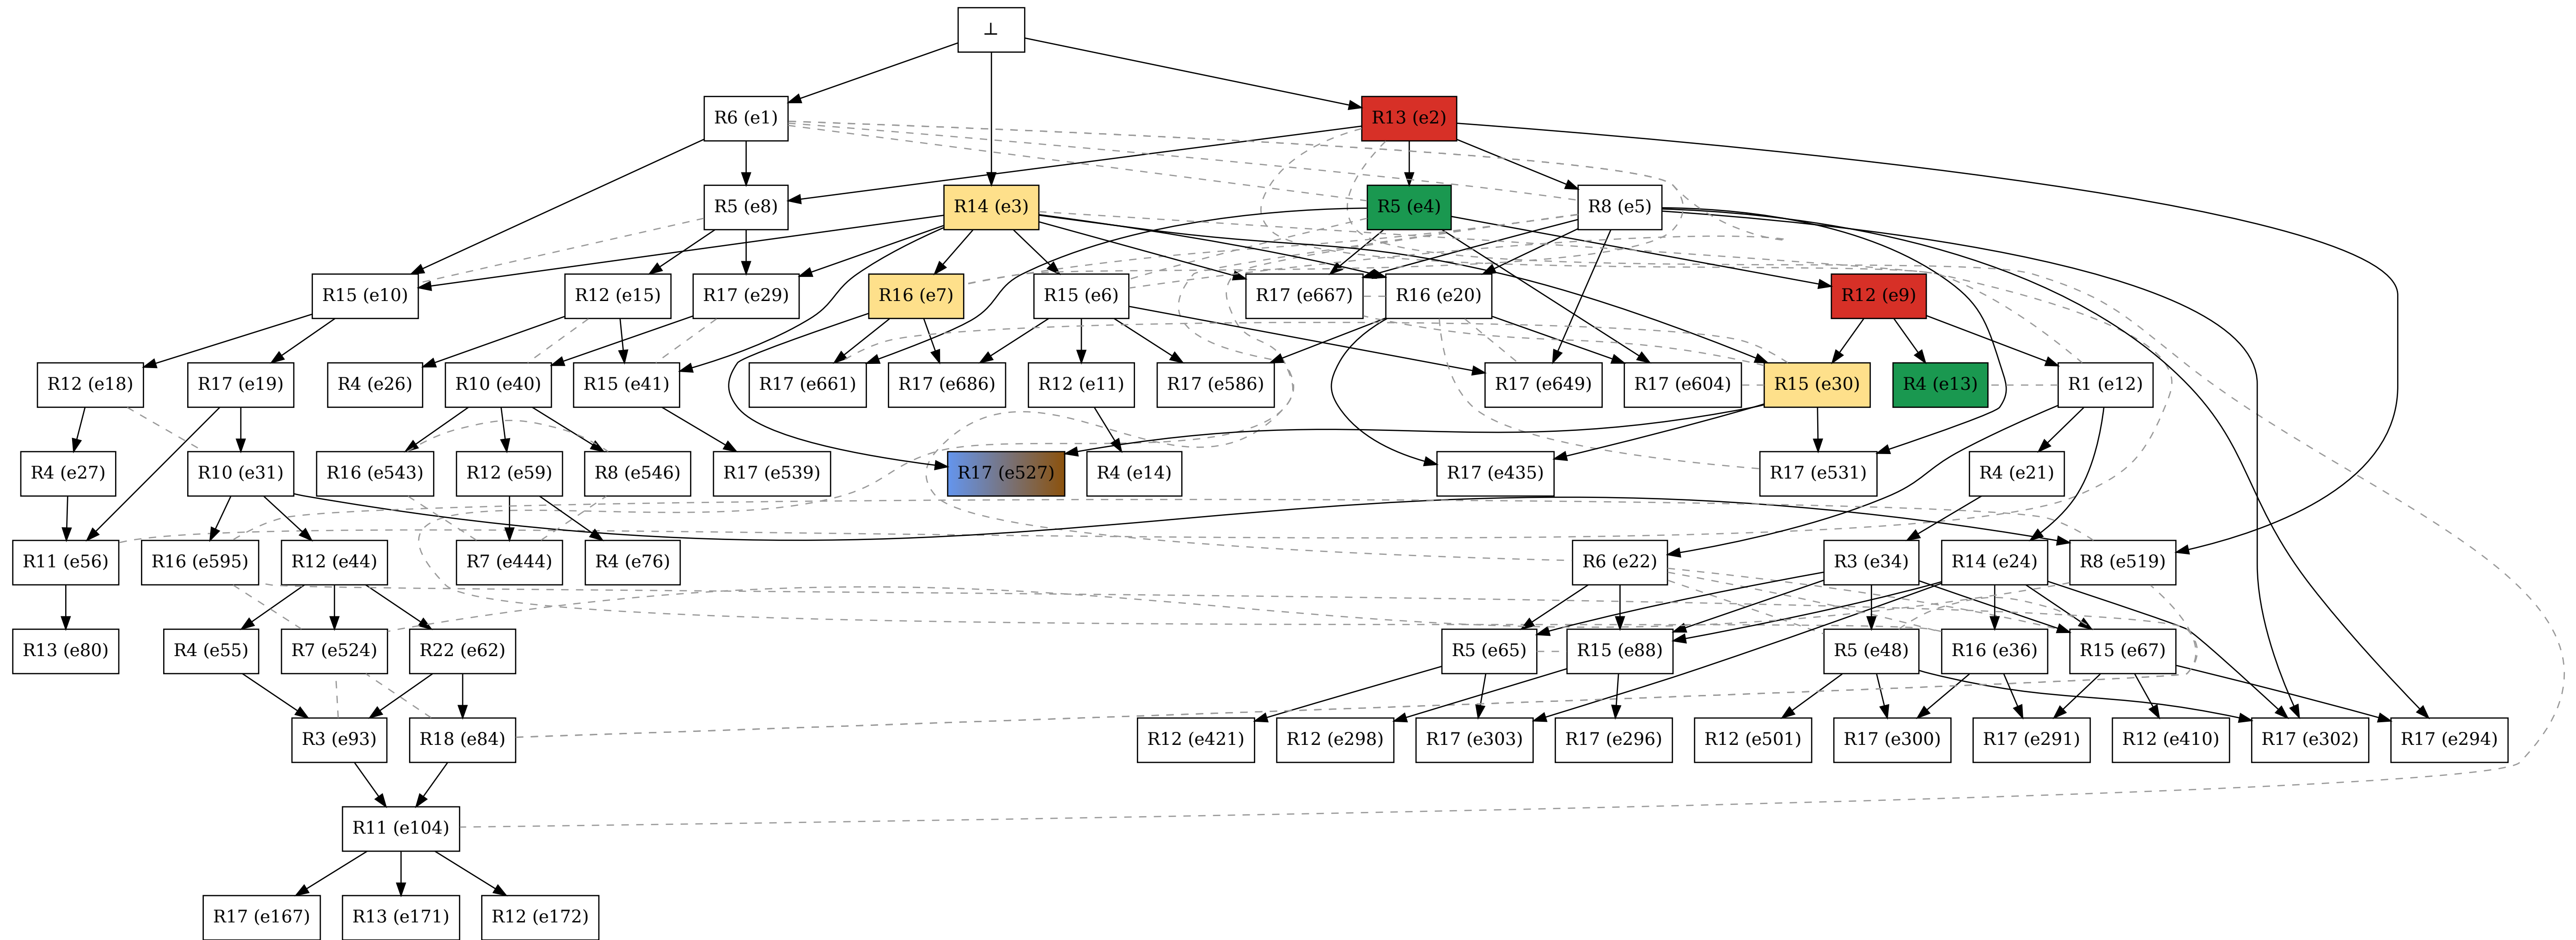 ⊥
R6 (e1)
R13 (e2)
R5 (e8)
R14 (e3)
R5 (e4)
R8 (e5)
R15 (e10)
R12 (e15)
R17 (e29)
R16 (e7)
R15 (e6)
R17 (e667)
R16 (e20)
R12 (e9)
R12 (e18)
R17 (e19)
R4 (e26)
R10 (e40)
R15 (e41)
R17 (e661)
R17 (e686)
R12 (e11)
R17 (e586)
R17 (e649)
R17 (e604)
R15 (e30)
R4 (e13)
R1 (e12)
R4 (e27)
R10 (e31)
R16 (e543)
R12 (e59)
R8 (e546)
R17 (e539)
R17 (e527)
R4 (e14)
R17 (e435)
R17 (e531)
R4 (e21)
R11 (e56)
R16 (e595)
R12 (e44)
R7 (e444)
R4 (e76)
R6 (e22)
R3 (e34)
R14 (e24)
R8 (e519)
R13 (e80)
R4 (e55)
R7 (e524)
R22 (e62)
R5 (e65)
R15 (e88)
R5 (e48)
R16 (e36)
R15 (e67)
R3 (e93)
R18 (e84)
R12 (e421)
R12 (e298)
R17 (e303)
R17 (e296)
R12 (e501)
R17 (e300)
R17 (e291)
R12 (e410)
R17 (e302)
R17 (e294)
R11 (e104)
R17 (e167)
R13 (e171)
R12 (e172)